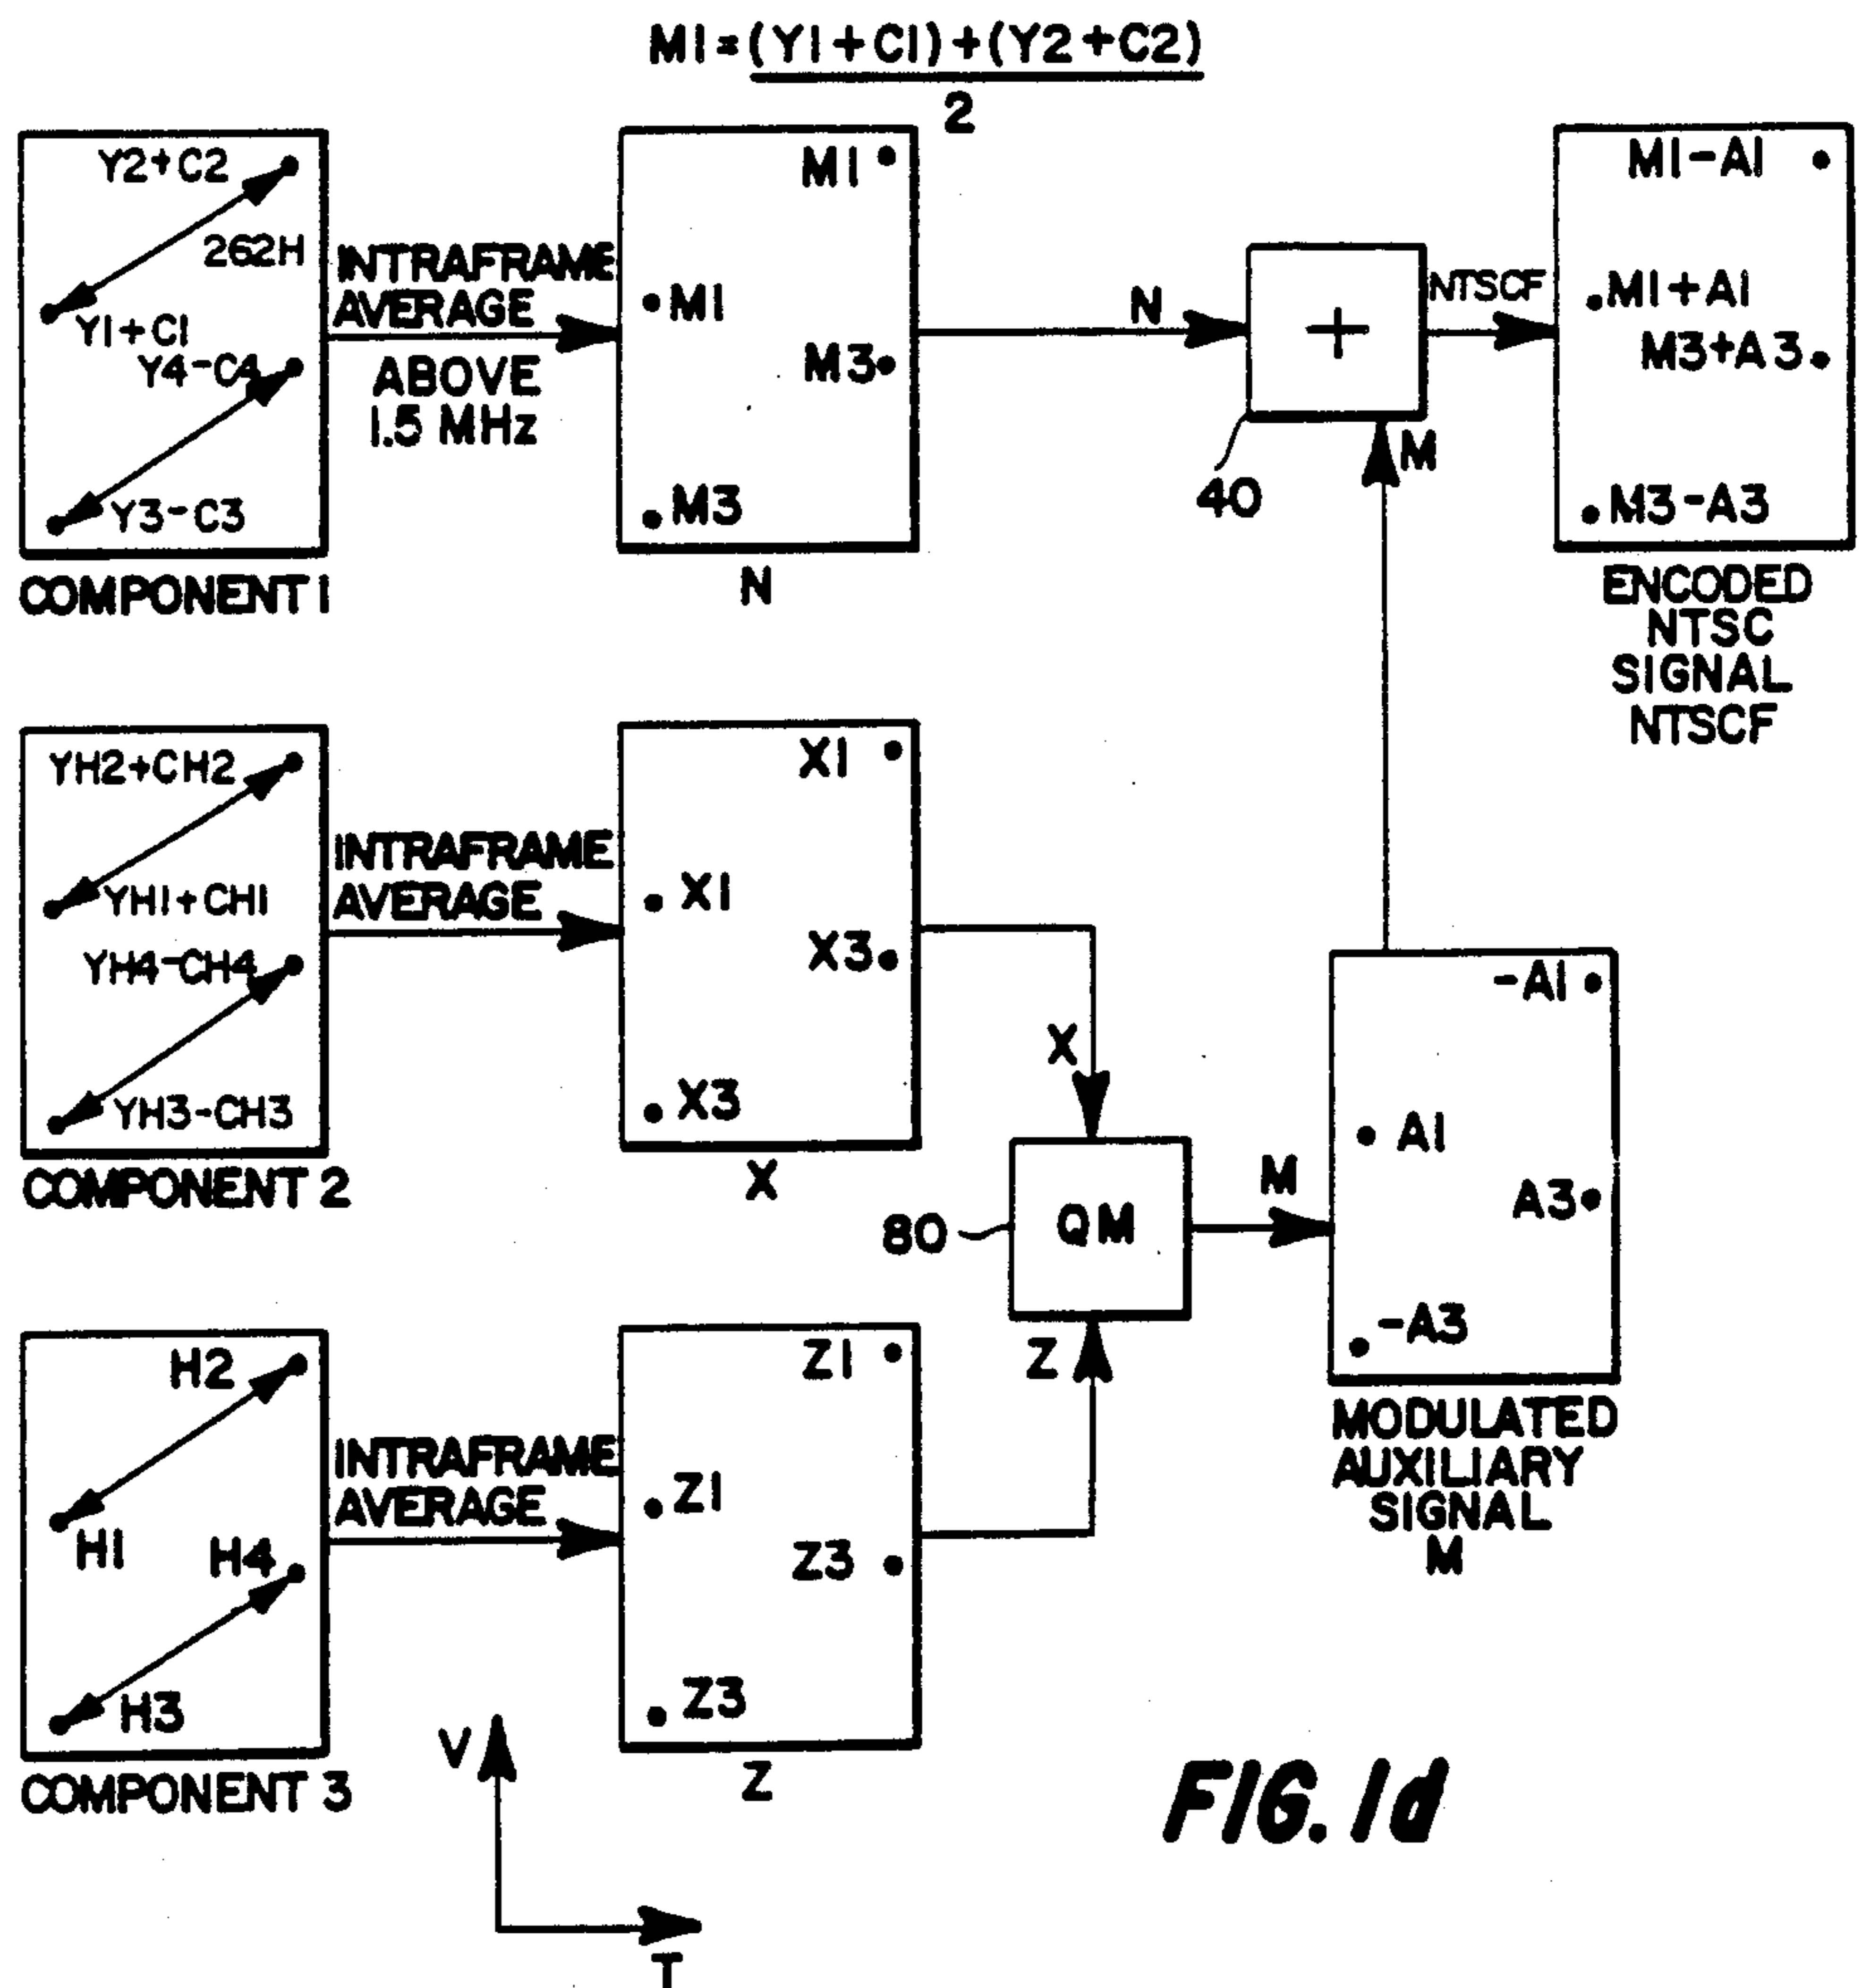 M1=(Y1+C1)+(Y2+C2)
2
Y2+C2
262H
Y1+C1
Y4-C4
Y3-C3
COMPONENT 1
INTRAFRAME
AVERAGE
ABOVE
1.5 MHz
M1
M1
M3
M3
N
N
+
40
M
NTSCF
M1-A1
M1+A1
M3+A3
M3-A3
ENCODED
NTSC
SIGNAL
NTSCF
YH2+CH2
YH1+CH1
YH4-CH4
YH3-CH3
COMPONENT 2
INTRAFRAME
AVERAGE
X1
X1
X3
X3
X
X
80
QM
Z
M
-A1
A1
A3
-A3
MODULATED
AUXILIARY
SIGNAL
M
H2
H1
H4
H3
COMPONENT 3
INTRAFRAME
AVERAGE
Z1
Z1
Z3
Z3
Z
V
T
FIG. 1d